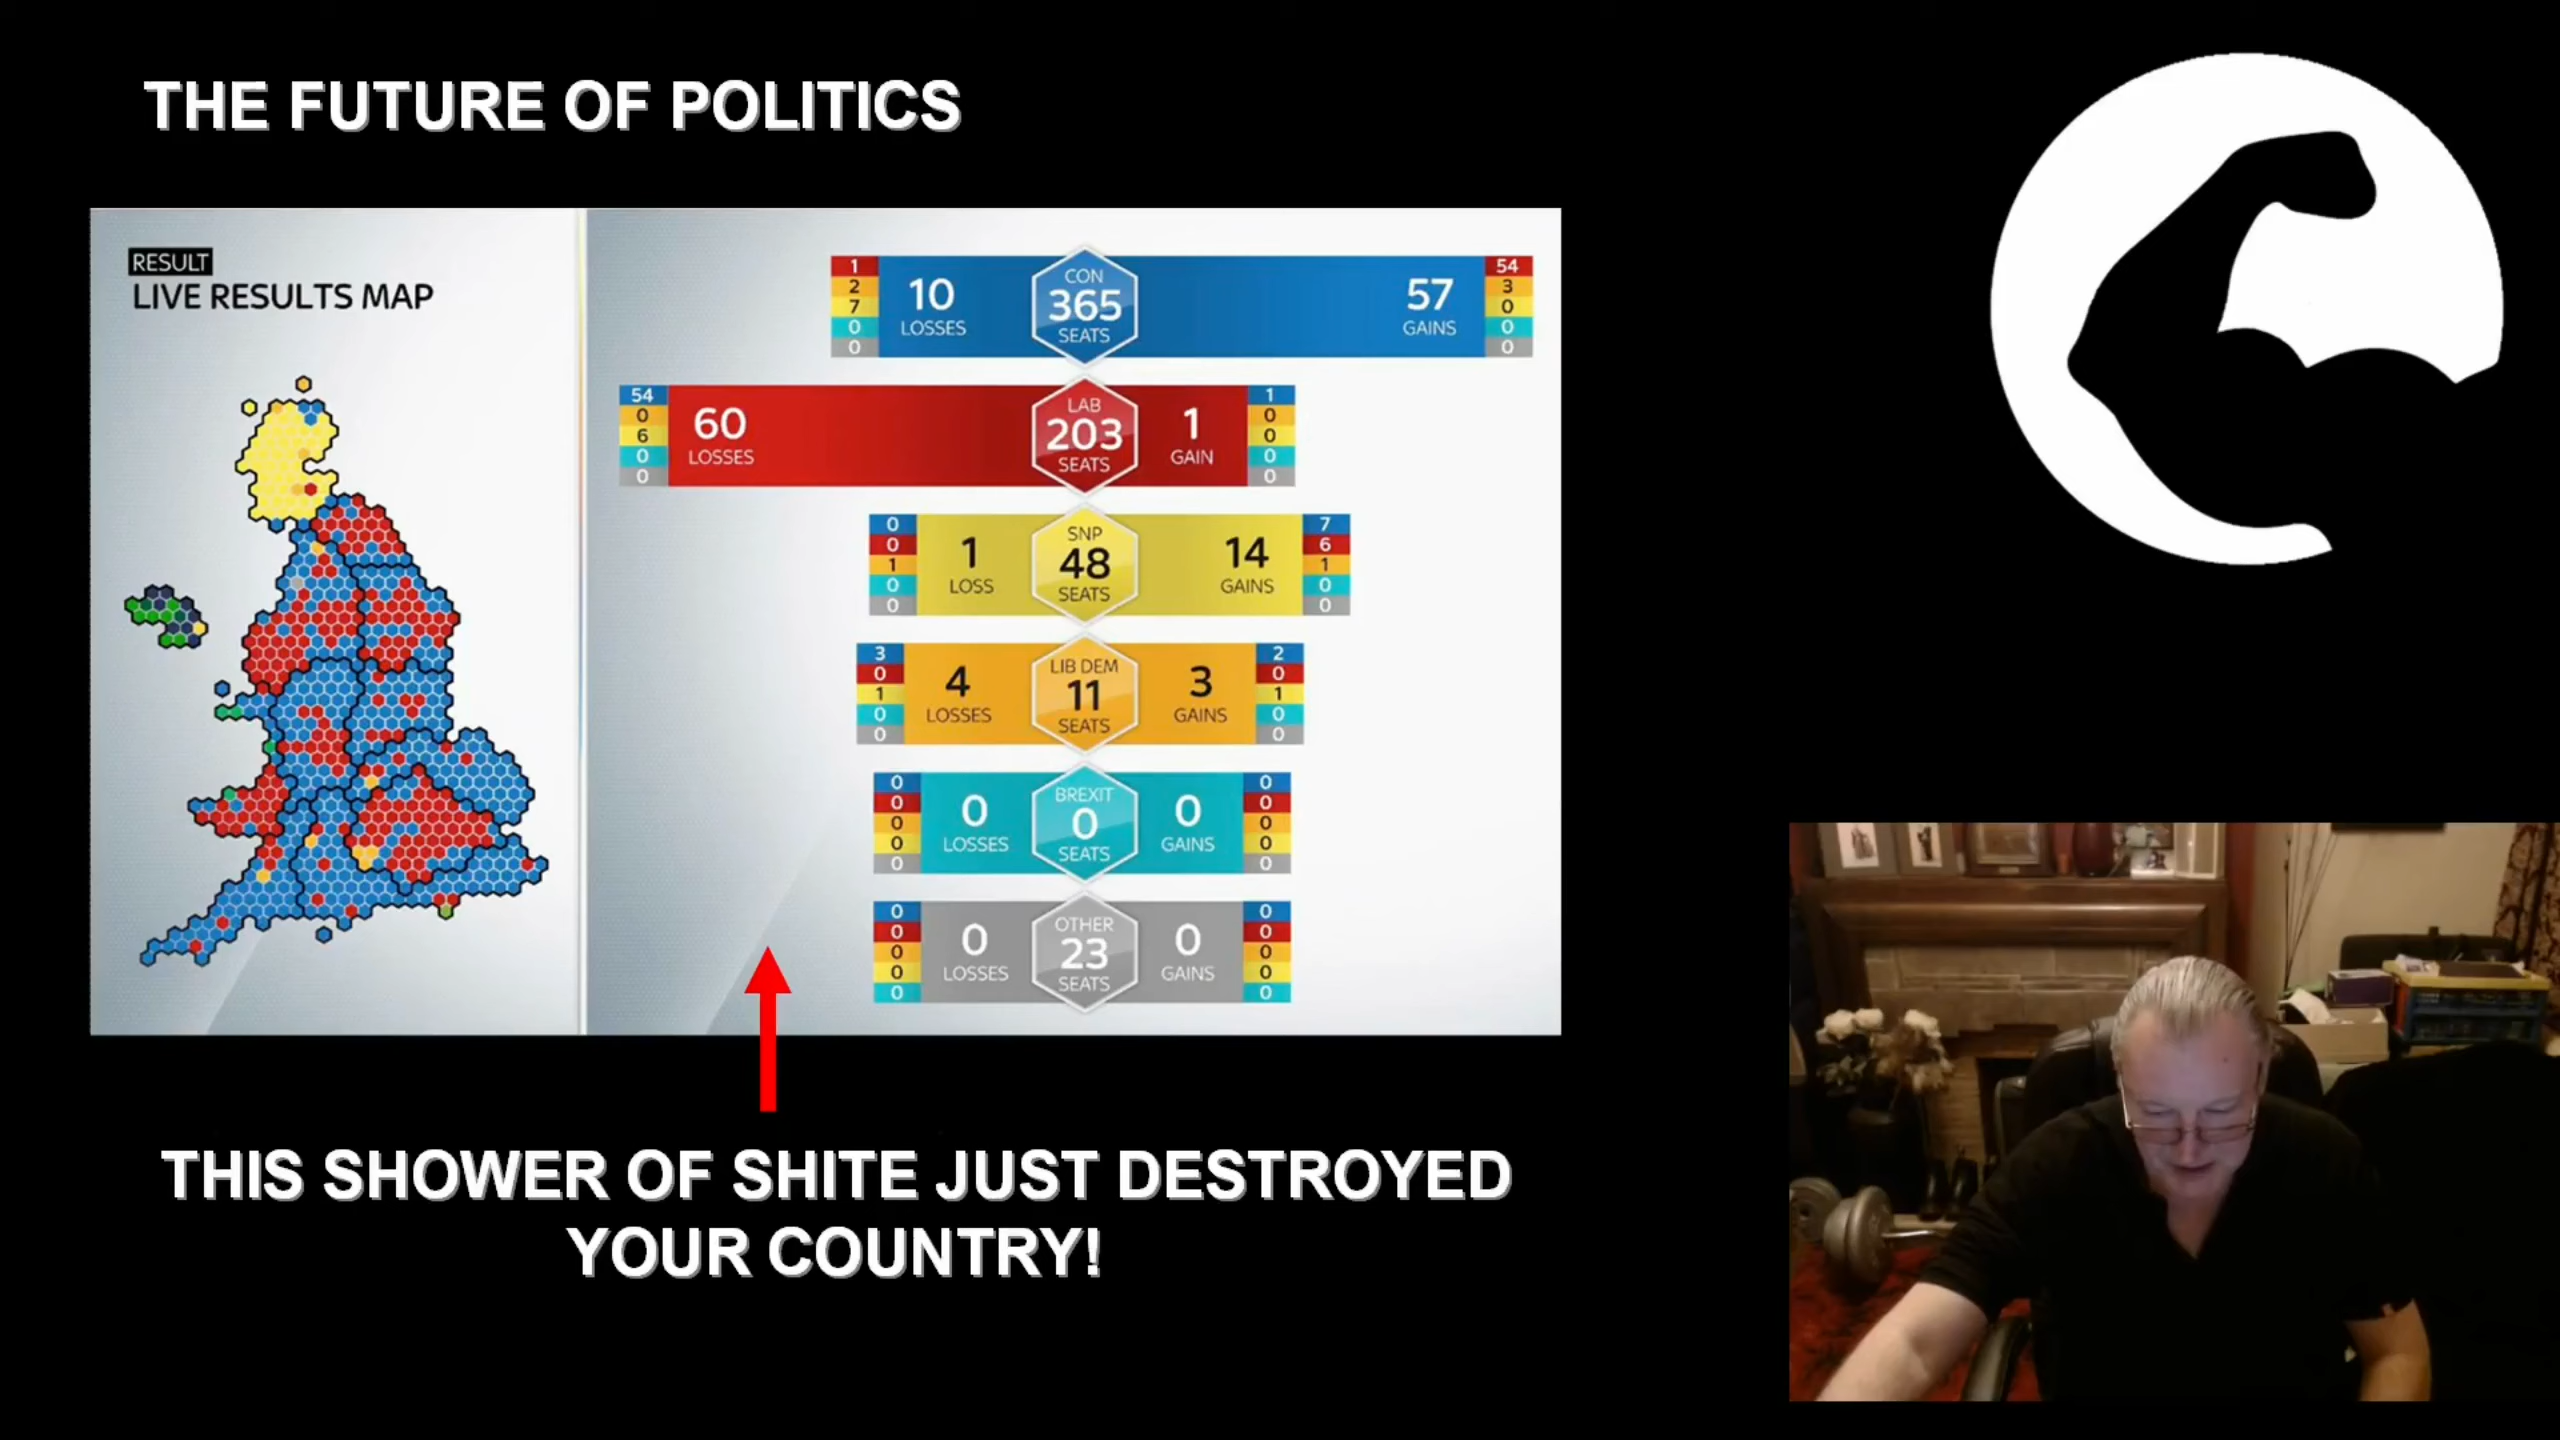 THE FUTURE OF POLITICS
RESULT
LIVE RESULTS MAP
1
2
7
0
0
10
LOSSES
CON
365
SEATS
57
GAINS
54
3
0
0
0
54
0
6
0
0
60
LOSSES
LAB
203
SEATS
1
GAIN
1
0
0
0
0
0
0
1
0
0
1
LOSS
SNP
48
SEATS
14
GAINS
7
6
1
0
0
3
0
1
0
0
4
LOSSES
LIB DEM
11
SEATS
3
GAINS
2
0
1
0
0
0
0
0
0
0
0
LOSSES
BREXIT
0
SEATS
0
GAINS
0
0
0
0
0
0
0
0
0
0
0
LOSSES
OTHER
23
SEATS
0
GAINS
0
0
0
0
0
THIS SHOWER OF SHITE JUST DESTROYED
YOUR COUNTRY!